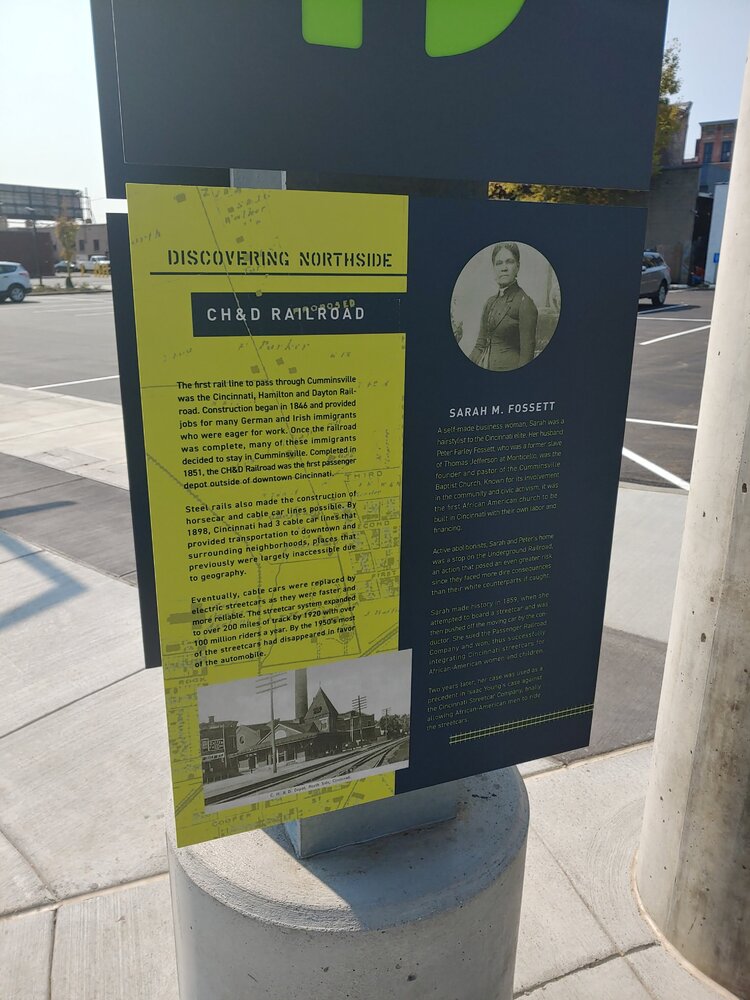 DISCOVERING NORTHSIDE
CH&D RAILROAD
The first rail line to pass through Cumminsville
was the Cincinnati, Hamilton and Dayton Rail-
road. Construction began in 1846 and provided
jobs for many German and Irish immigrants
who were eager for work. Once the railroad
was complete, many of these immigrants
decided to stay in Cumminsville. Completed in
1851, the CH&D Railroad was the first passenger
depot outside of downtown Cincinnati.
Steel rails also made the construction of
horsecar and cable car lines possible. By
1898, Cincinnati had 3 cable car lines that
provided transportation to downtown and
surrounding neighborhoods, places that
previously were largely inaccessible due
to geography.
Eventually, cable cars were replaced by
electric streetcars as they were faster and
more reliable. The streetcar system expanded
to over 200 miles of track by 1920 with over
100 million riders a year. By the 1950's most
of the streetcars had disappeared in favor
of the automobile.
C. H. & D. Depot, North Side, Cincinnati
PROPOSED
Parker
THIRD
SECOND
FIRST
COOPER
ST
SARAH M. FOSSETT
A self-made business woman, Sarah was a
hairstylist to the Cincinnati elite. Her husband
Peter Farley Fossett, who was a former slave
of Thomas Jefferson at Monticello, was the
founder and pastor of the Cumminsville
Baptist Church. Known for its involvement
in the community and civic activism, it was
the first African American church to be
built in Cincinnati with their own labor and
financing.
Active abolitionists, Sarah and Peter's home
was a stop on the Underground Railroad,
an action that posed an even greater risk,
since they faced more dire consequences
than their white counterparts if caught.
Sarah made history in 1859, when she
attempted to board a streetcar and was
then pushed off the moving car by the con-
ductor. She sued the Passenger Railroad
Company and won, thus successfully
integrating Cincinnati streetcars for
African-American women and children.
Two years later, her case was used as a
precedent in Isaac Young's case against
the Cincinnati Streetcar Company, finally
allowing African-American men to ride
the streetcars.